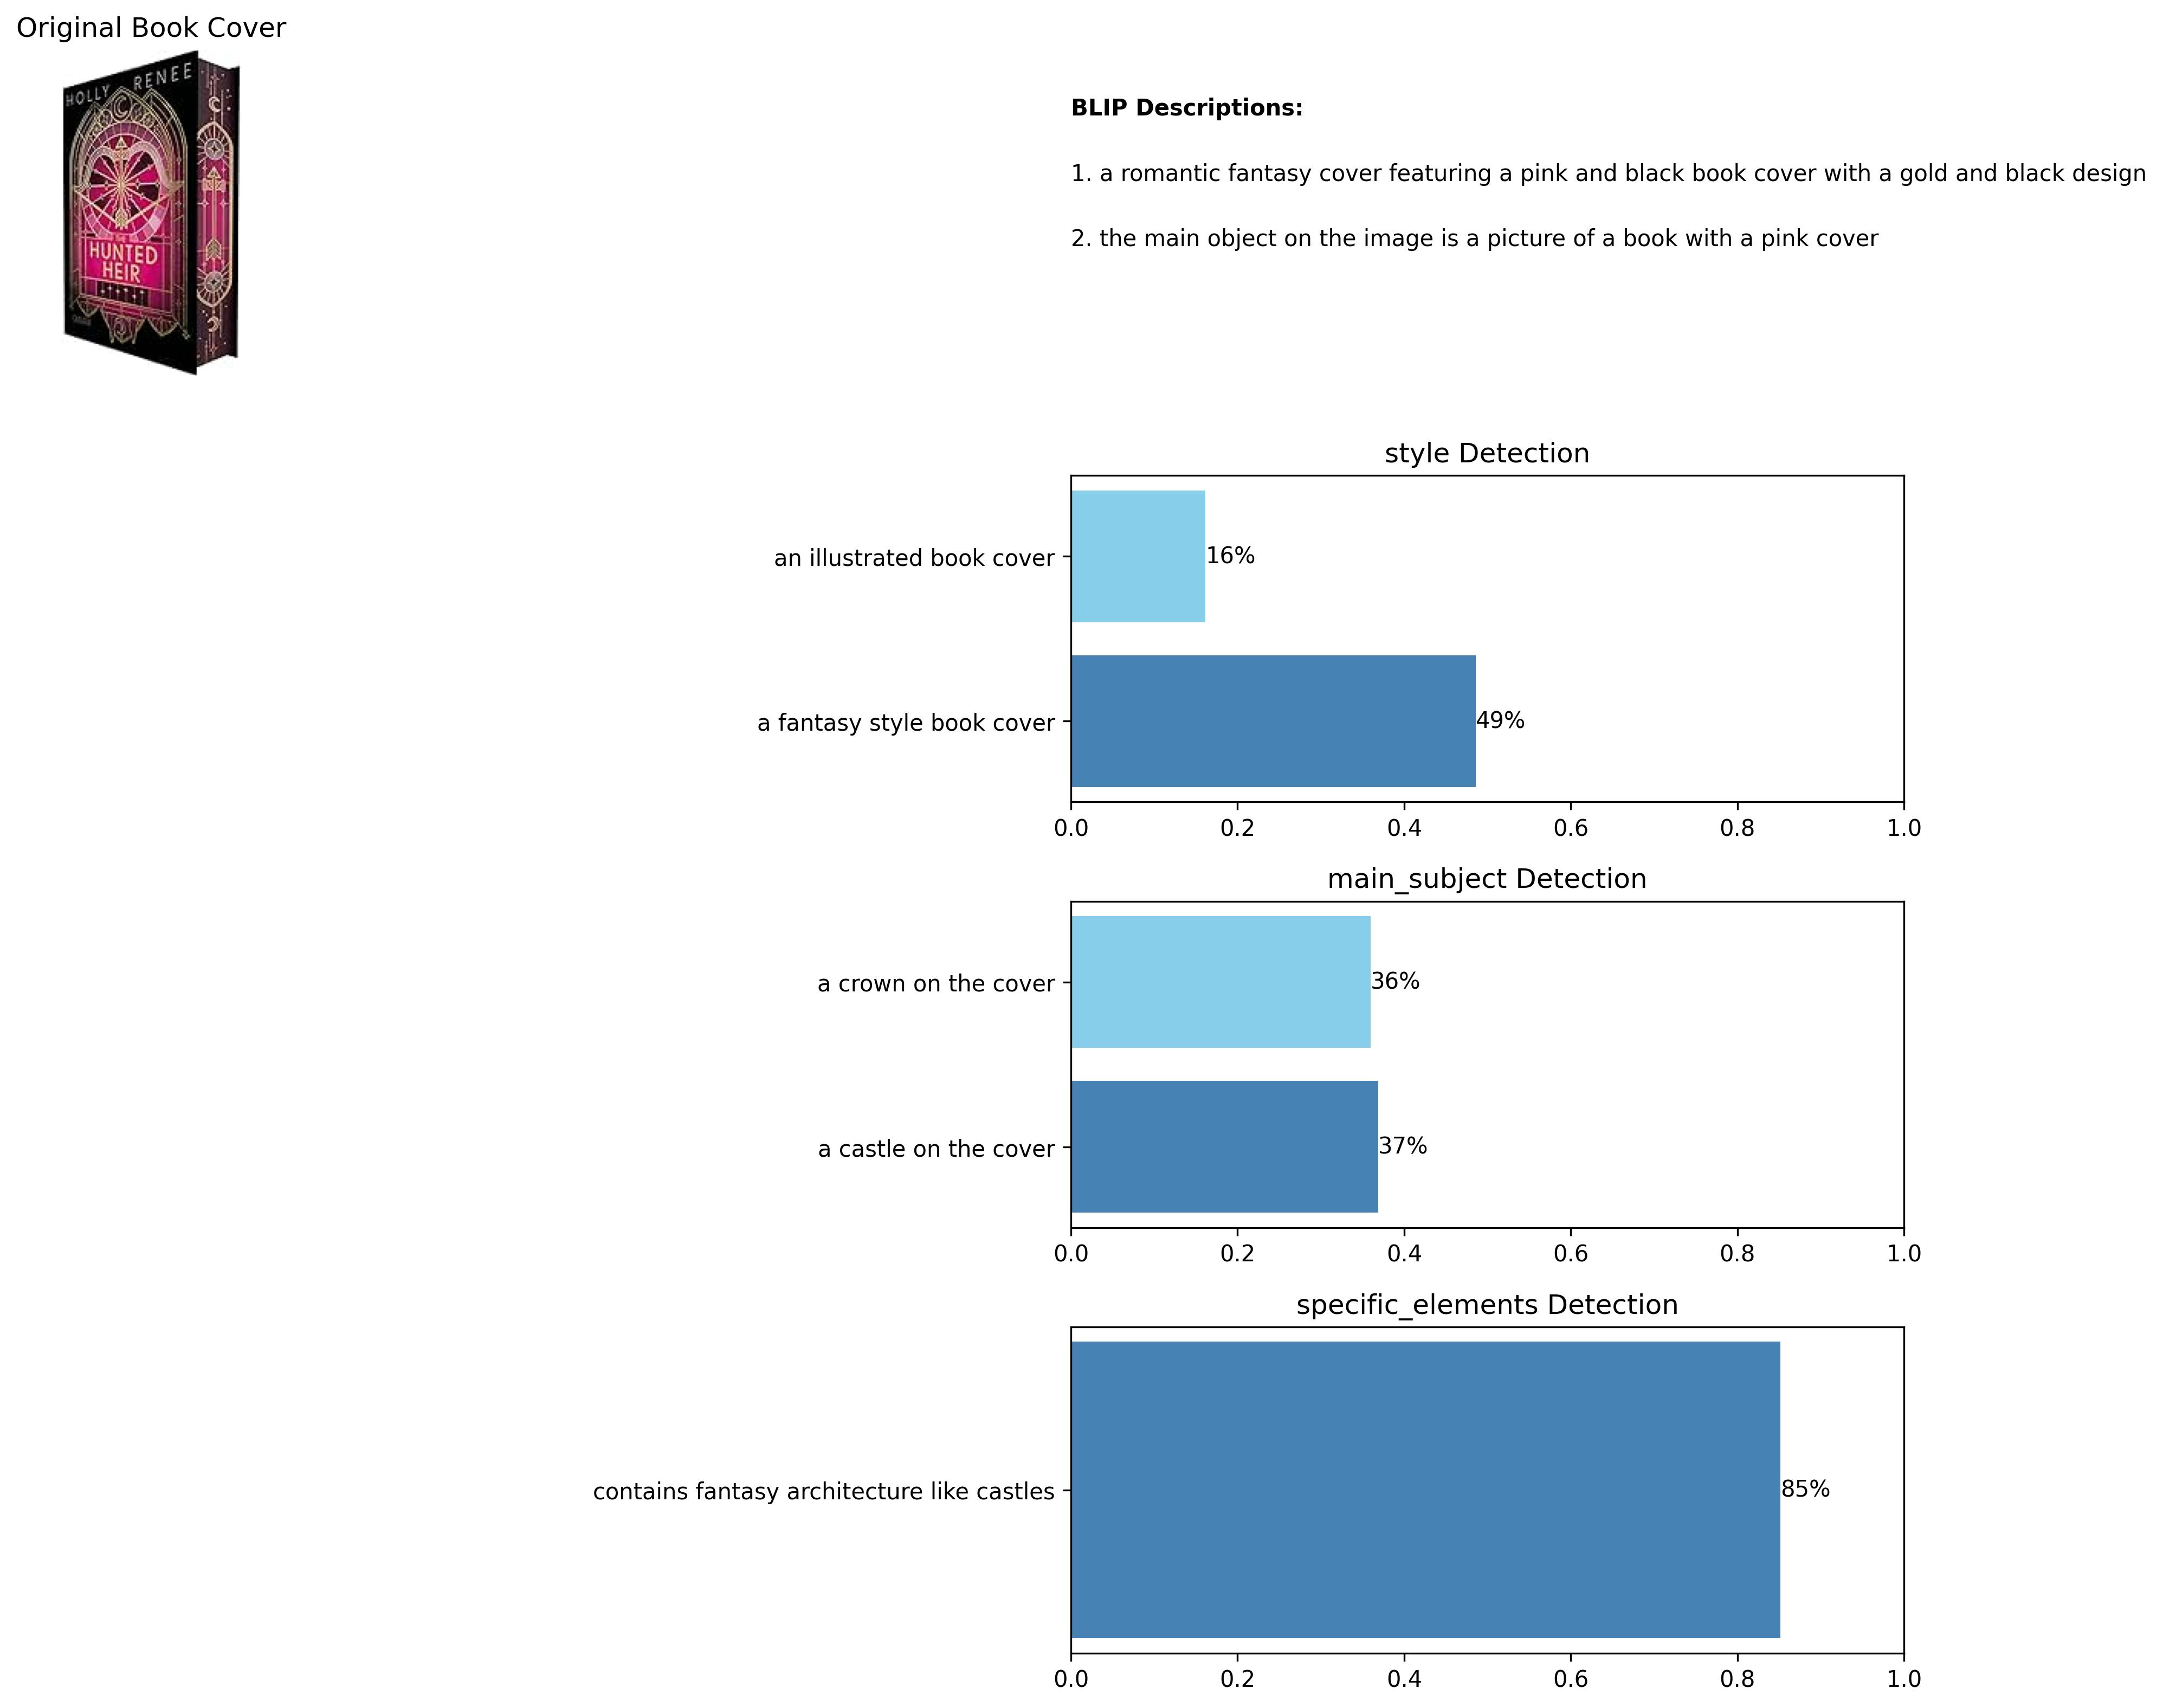 Original Book Cover
HOLLY RENEE
THE
HUNTED
HEIR
BLIP Descriptions:
1. a romantic fantasy cover featuring a pink and black book cover with a gold and black design
2. the main object on the image is a picture of a book with a pink cover
style Detection
an illustrated book cover
16%
a fantasy style book cover
49%
0.0 0.2 0.4 0.6 0.8 1.0
main_subject Detection
a crown on the cover
36%
a castle on the cover
37%
0.0 0.2 0.4 0.6 0.8 1.0
specific_elements Detection
contains fantasy architecture like castles
85%
0.0 0.2 0.4 0.6 0.8 1.0